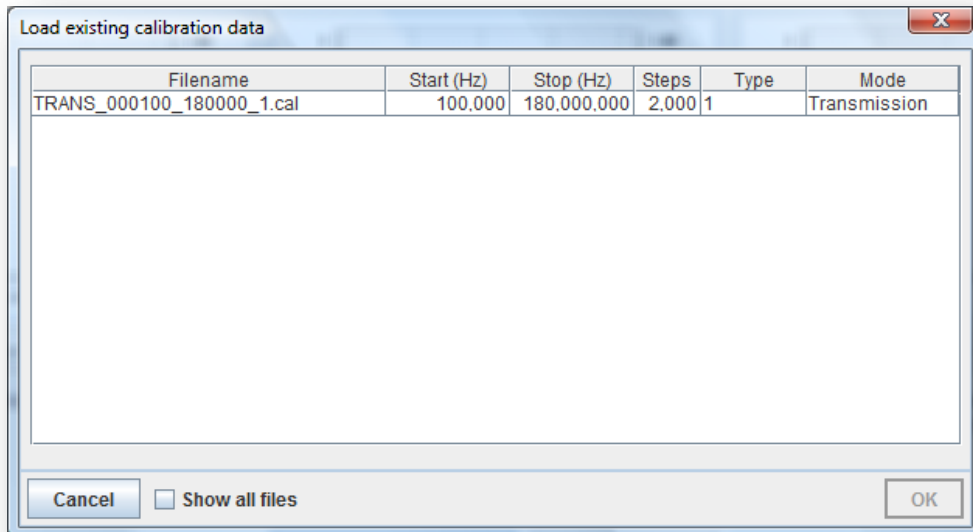 Load existing calibration data
Filename Start (Hz) Stop (Hz) Steps Type Mode
TRANS_000100_180000_1.cal 100,000 180,000,000 2,000 1 Transmission
Cancel Show all files OK